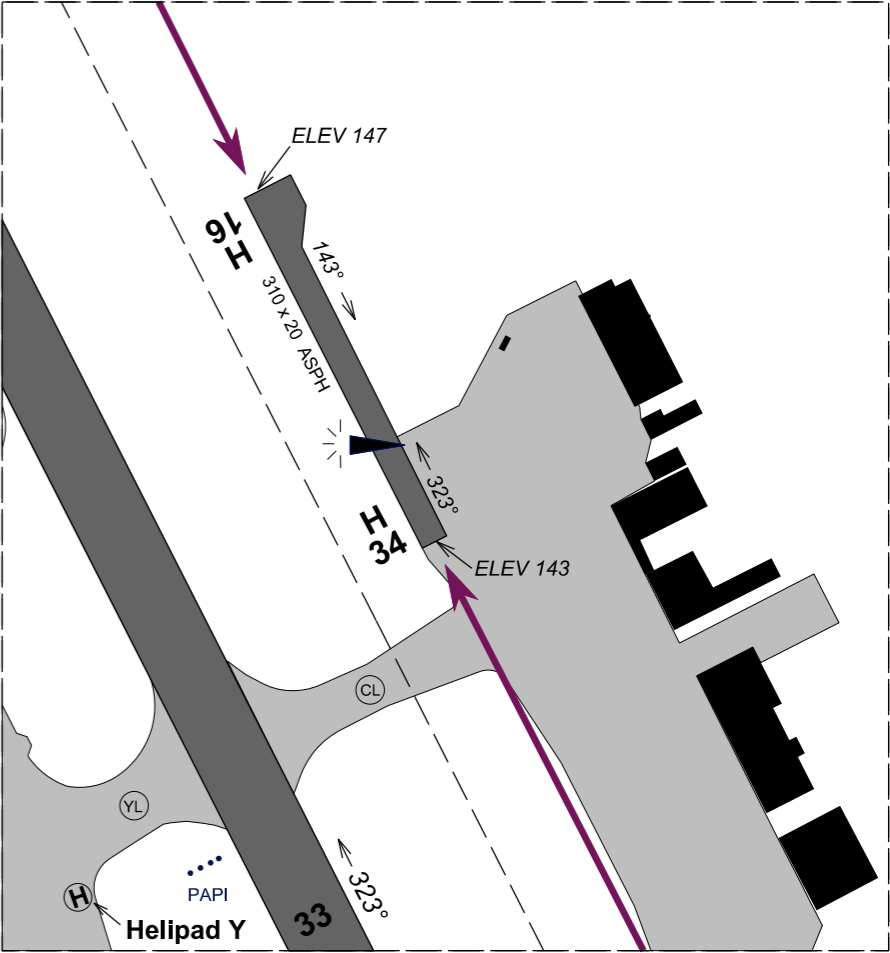 ELEV 147
16
H
143°
310 x 20 ASPH
323°
H
34
ELEV 143
CL
YL
PAPI
323°
H
Helipad Y
33